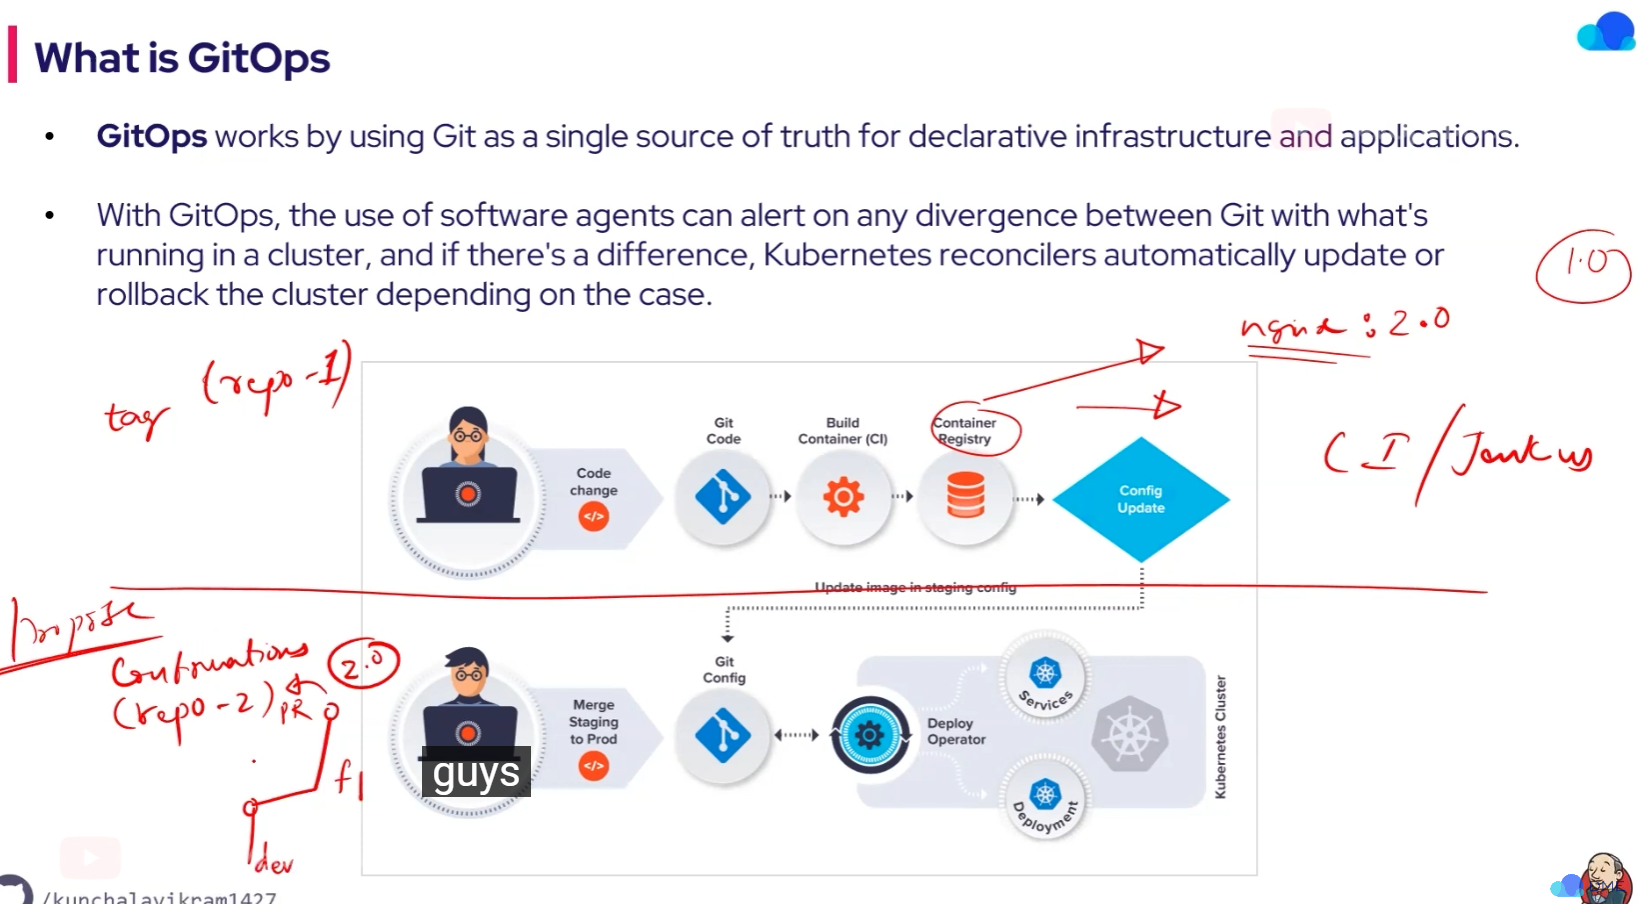 What is GitOps
• GitOps works by using Git as a single source of truth for declarative infrastructure and applications.
• With GitOps, the use of software agents can alert on any divergence between Git with what's
running in a cluster, and if there's a difference, Kubernetes reconcilers automatically update or
rollback the cluster depending on the case.
1.0
nginx : 2.0
(repo-1)
tag
CI/Jenkins
Code
change
</>
Git
Code
Build
Container (CI)
Container
Registry
Config
Update
Update image in staging config
2.0
(repo-2)
PR
f1
dev
Merge
Staging
to Prod
</>
guys
Git
Config
Deploy
Operator
Services
Deployment
Kubernetes Cluster
/kunchalavikram1427